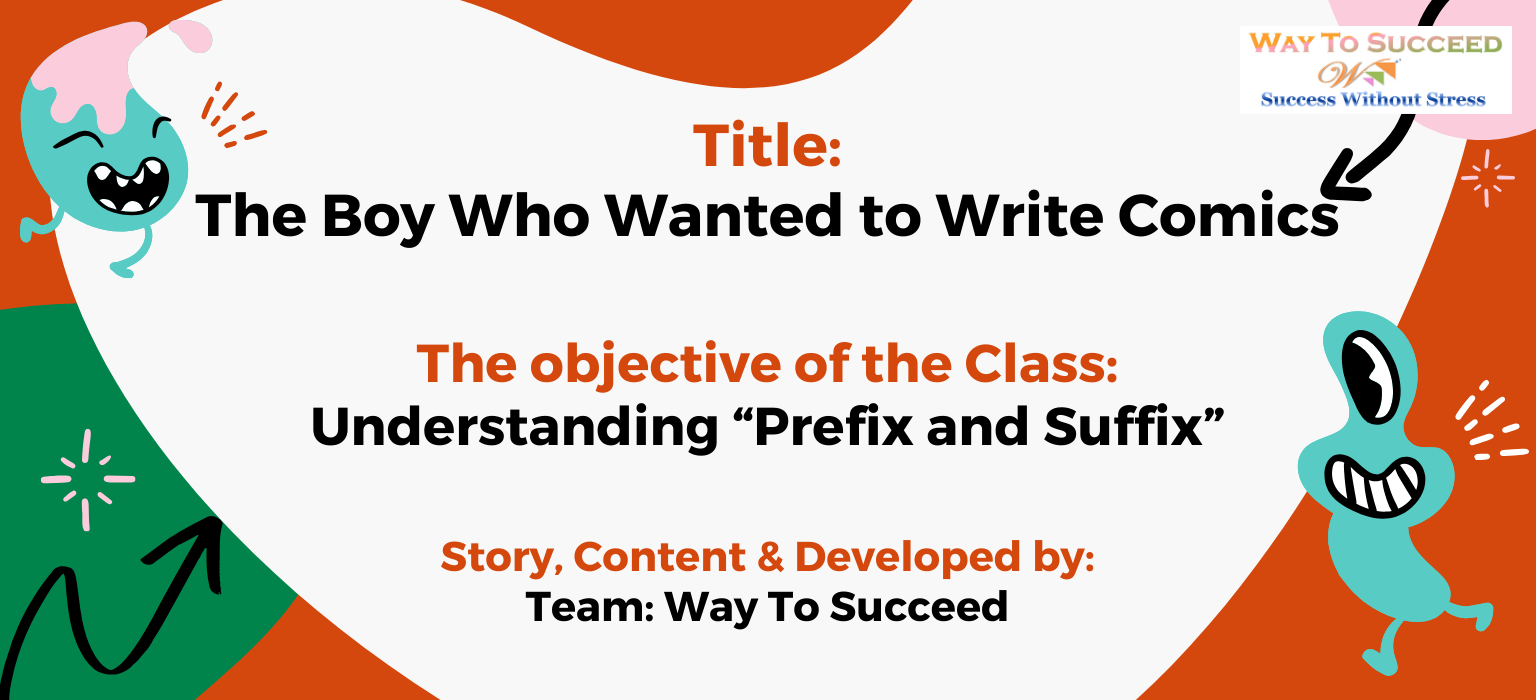 WAY TO SUCCEED
Success Without Stress
Title:
The Boy Who Wanted to Write Comics
The objective of the Class:
Understanding “Prefix and Suffix”
Story, Content & Developed by:
Team: Way To Succeed